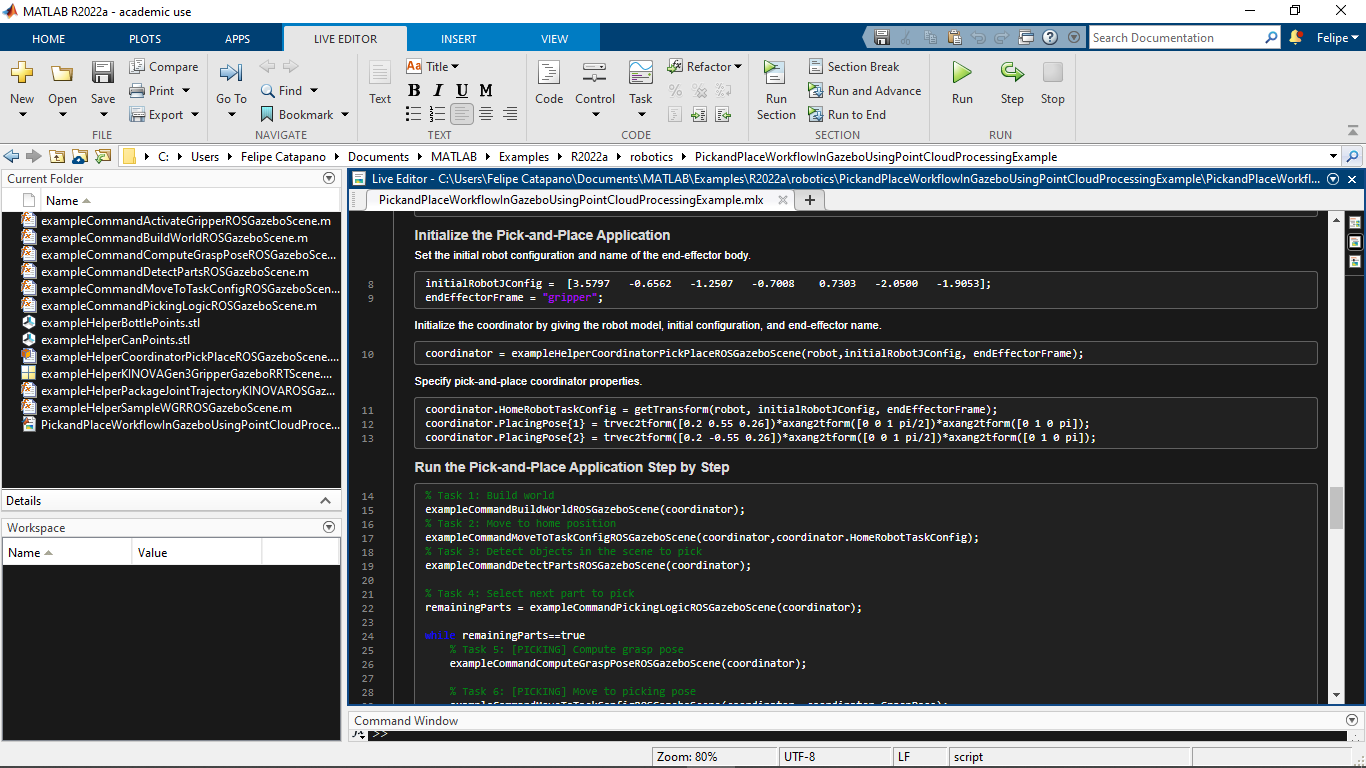 MATLAB R2022a - academic use
HOME PLOTS APPS LIVE EDITOR INSERT VIEW
Search Documentation
Felipe
New Open Save
Compare
Print
Export
FILE
Go To
Find
Bookmark
NAVIGATE
Text
Aa Title
B I U M
TEXT
Code Control Task
Refactor
CODE
Run Section
Section Break
Run and Advance
Run to End
SECTION
Run Step Stop
RUN
C: Users Felipe Catapano Documents MATLAB Examples R2022a robotics PickandPlaceWorkflowInGazeboUsingPointCloudProcessingExample
Current Folder
Name
exampleCommandActivateGripperROSGazeboScene.m
exampleCommandBuildWorldROSGazeboScene.m
exampleCommandComputeGraspPoseROSGazeboSce...
exampleCommandDetectPartsROSGazeboScene.m
exampleCommandMoveToTaskConfigROSGazeboScen...
exampleCommandPickingLogicROSGazeboScene.m
exampleHelperBottlePoints.stl
exampleHelperCanPoints.stl
exampleHelperCoordinatorPickPlaceROSGazeboScene....
exampleHelperKINOVAGen3GripperGazeboRRTScene....
exampleHelperPackageJointTrajectoryKINOVAROSGaz...
exampleHelperSampleWGRROSGazeboScene.m
PickandPlaceWorkflowInGazeboUsingPointCloudProce...
Details
Workspace
Name Value
Live Editor - C:\Users\Felipe Catapano\Documents\MATLAB\Examples\R2022a\robotics\PickandPlaceWorkflowInGazeboUsingPointCloudProcessingExample\PickandPlaceWorkfl...
PickandPlaceWorkflowInGazeboUsingPointCloudProcessingExample.mlx
Initialize the Pick-and-Place Application
Set the initial robot configuration and name of the end-effector body.
8 initialRobotJConfig = [3.5797 -0.6562 -1.2507 -0.7008 0.7303 -2.0500 -1.9053];
9 endEffectorFrame = "gripper";
Initialize the coordinator by giving the robot model, initial configuration, and end-effector name.
10 coordinator = exampleHelperCoordinatorPickPlaceROSGazeboScene(robot,initialRobotJConfig, endEffectorFrame);
Specify pick-and-place coordinator properties.
11 coordinator.HomeRobotTaskConfig = getTransform(robot, initialRobotJConfig, endEffectorFrame);
12 coordinator.PlacingPose{1} = trvec2tform([0.2 0.55 0.26])*axang2tform([0 0 1 pi/2])*axang2tform([0 1 0 pi]);
13 coordinator.PlacingPose{2} = trvec2tform([0.2 -0.55 0.26])*axang2tform([0 0 1 pi/2])*axang2tform([0 1 0 pi]);
Run the Pick-and-Place Application Step by Step
14 % Task 1: Build world
15 exampleCommandBuildWorldROSGazeboScene(coordinator);
16 % Task 2: Move to home position
17 exampleCommandMoveToTaskConfigROSGazeboScene(coordinator,coordinator.HomeRobotTaskConfig);
18 % Task 3: Detect objects in the scene to pick
19 exampleCommandDetectPartsROSGazeboScene(coordinator);
20
21 % Task 4: Select next part to pick
22 remainingParts = exampleCommandPickingLogicROSGazeboScene(coordinator);
23
24 while remainingParts==true
25 % Task 5: [PICKING] Compute grasp pose
26 exampleCommandComputeGraspPoseROSGazeboScene(coordinator);
27
28 % Task 6: [PICKING] Move to picking pose
Command Window
>>
Zoom: 80% UTF-8 LF script